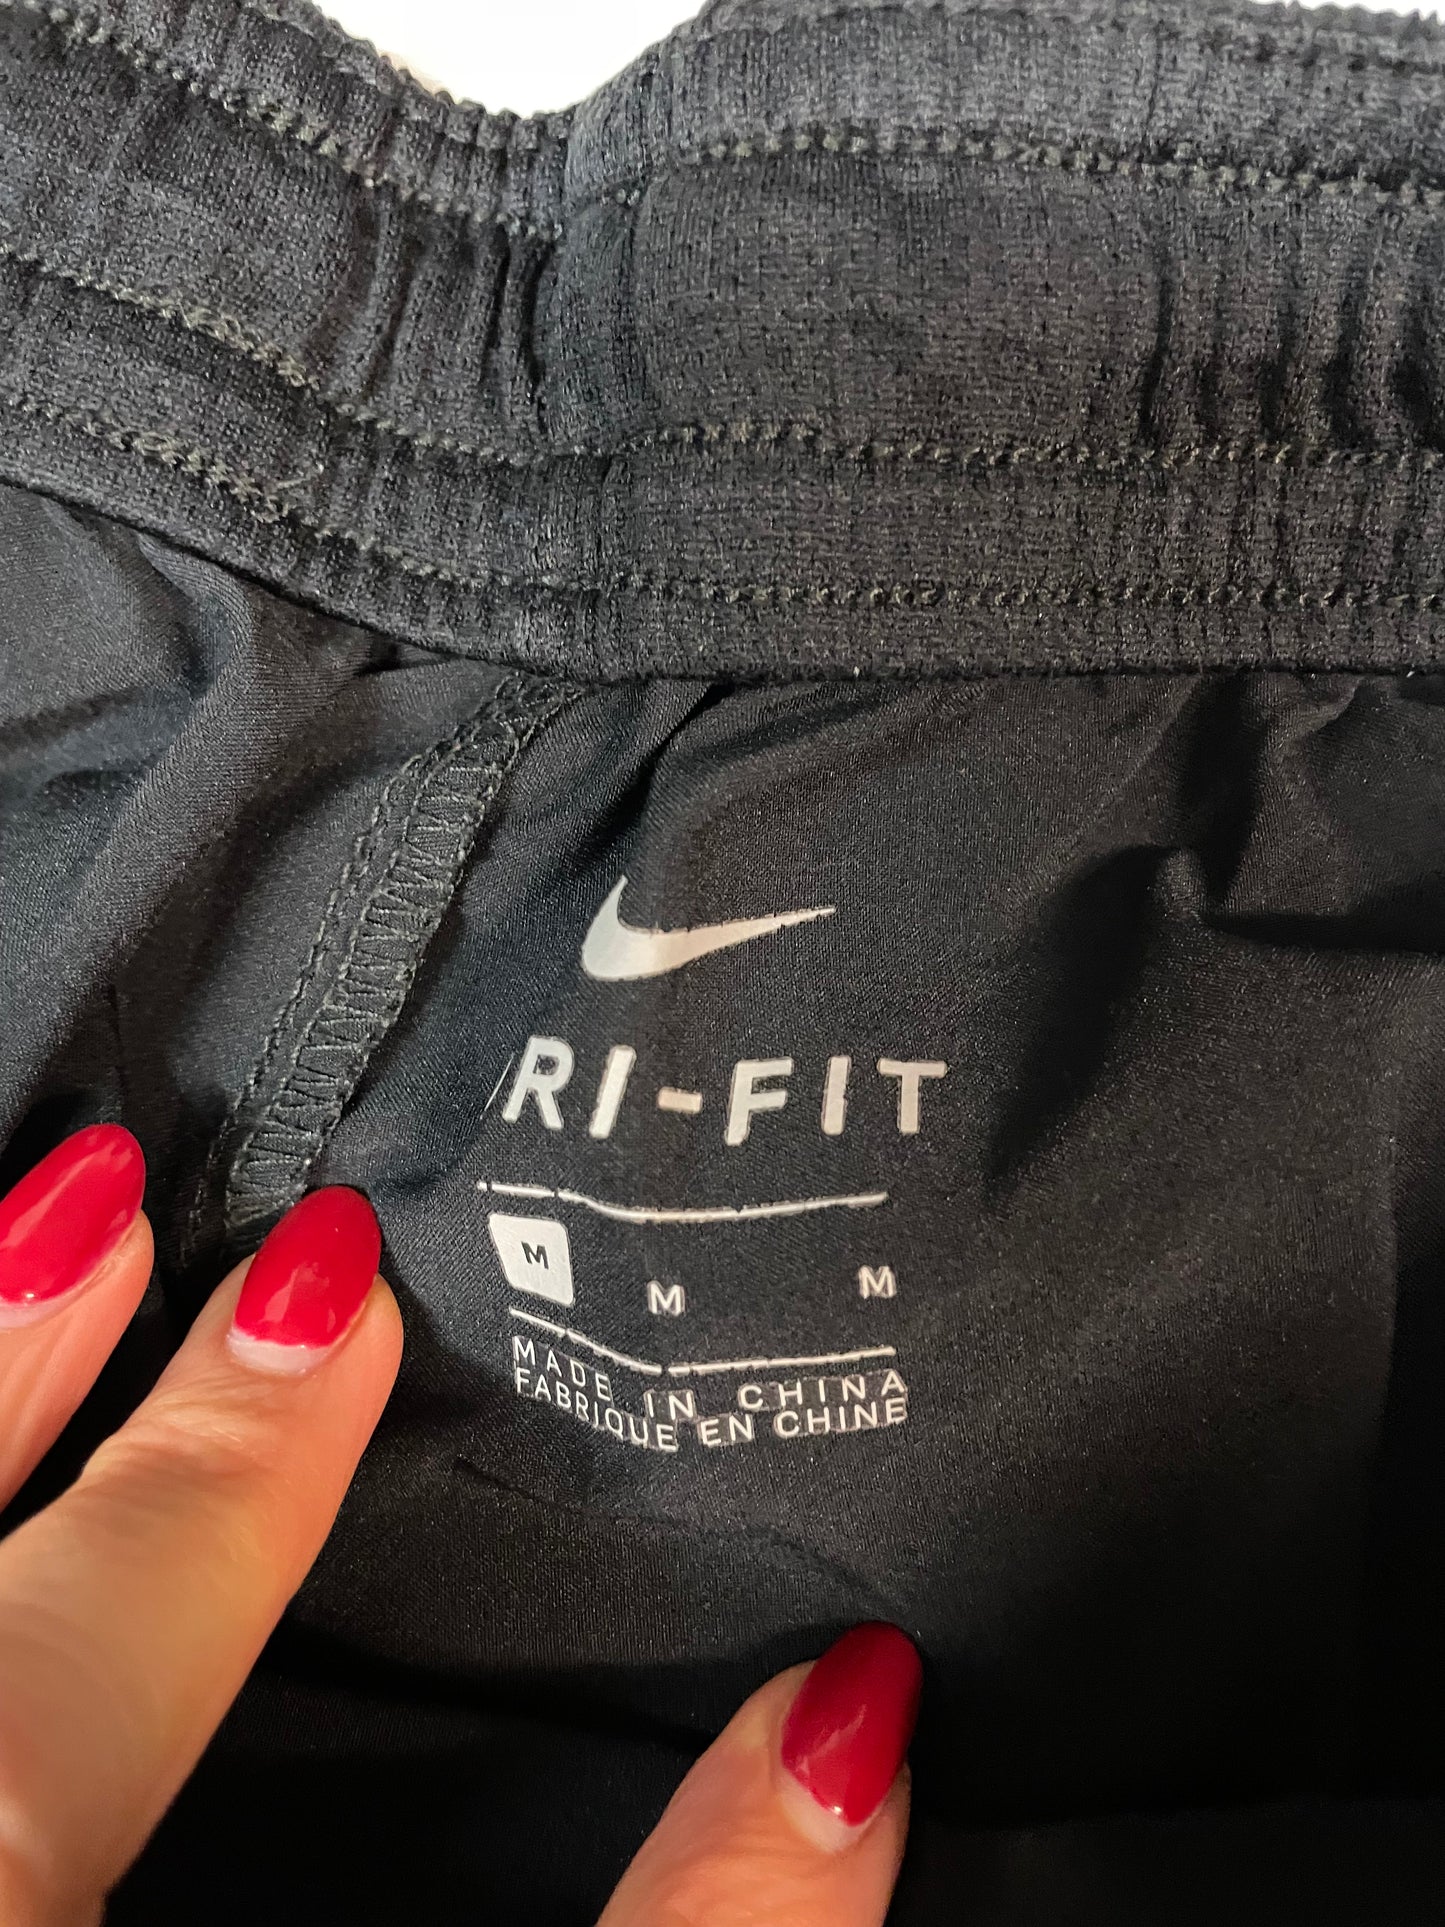 RI-FIT
M M M
MADE IN CHINA
FABRIQUE EN CHINE